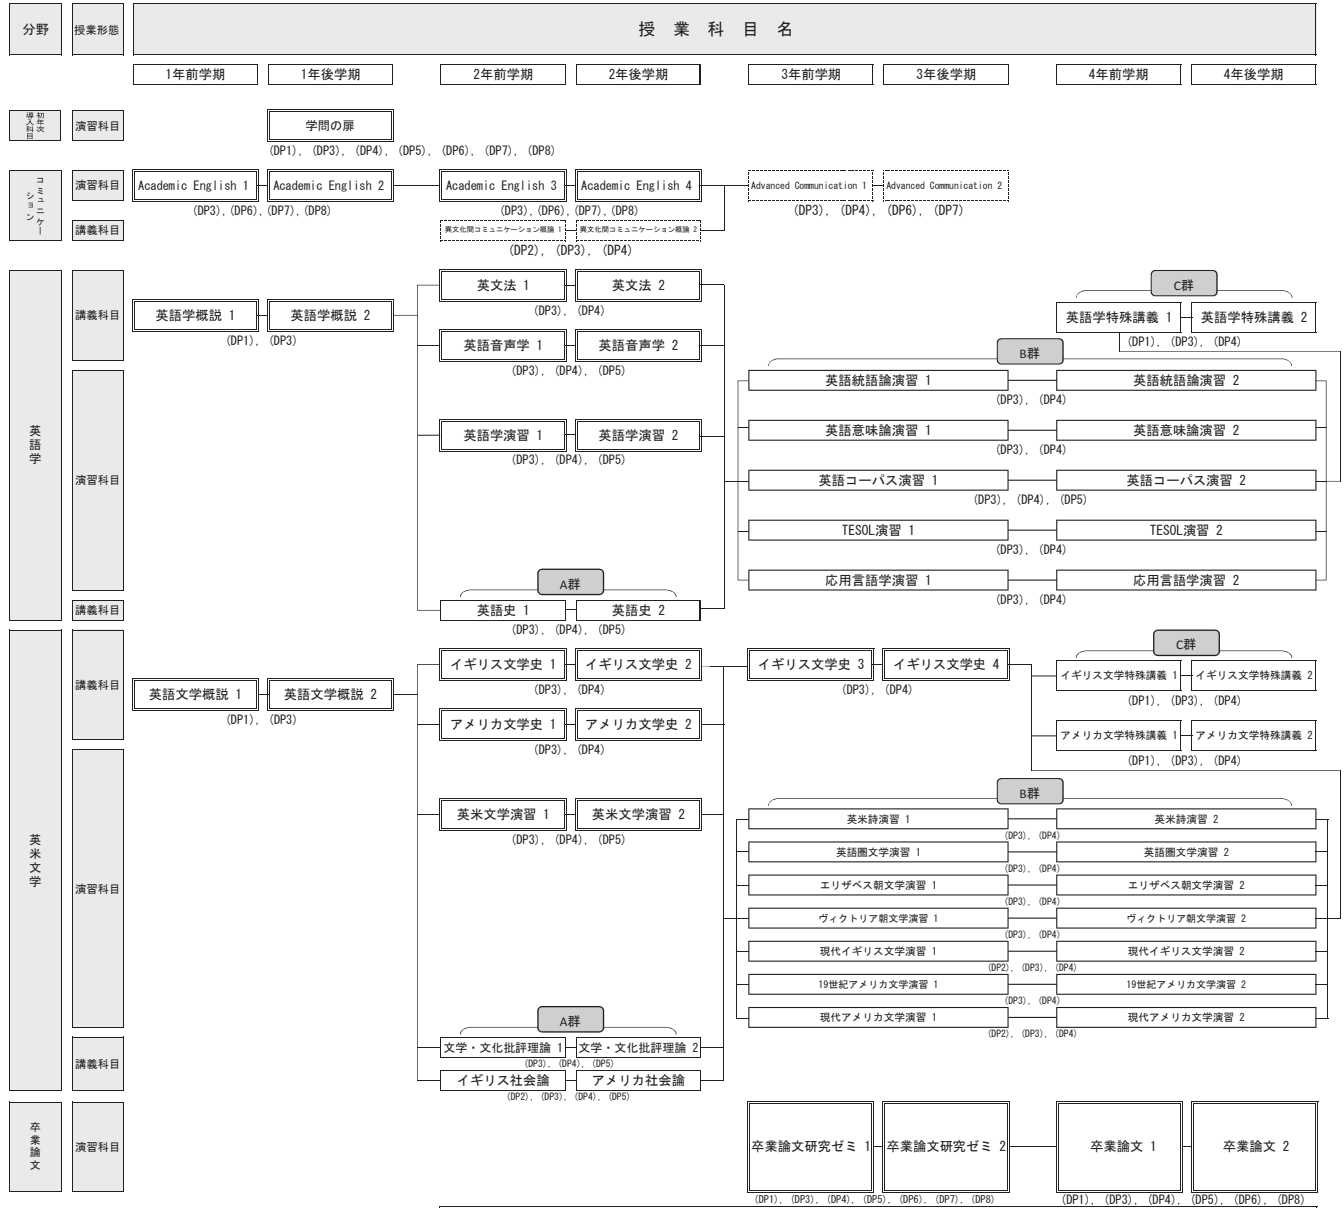 分野 授業形態 授業科目名
1年前学期 1年後学期 2年前学期 2年後学期 3年前学期 3年後学期 4年前学期 4年後学期
初年次導入科目 演習科目 学問の扉
(DP1), (DP3), (DP4), (DP5), (DP6), (DP7), (DP8)
コミュニケーション
演習科目 Academic English 1 Academic English 2 Academic English 3 Academic English 4 Advanced Communication 1 Advanced Communication 2
(DP3), (DP6), (DP7), (DP8) (DP3), (DP6), (DP7), (DP8) (DP3), (DP4), (DP6), (DP7)
講義科目 異文化間コミュニケーション概論 1 異文化間コミュニケーション概論 2
(DP2), (DP3), (DP4)
英語学
講義科目
英語学概説 1 英語学概説 2
(DP1), (DP3)
英文法 1 英文法 2
(DP3), (DP4)
英語音声学 1 英語音声学 2
(DP3), (DP4), (DP5)
C群
英語学特殊講義 1 英語学特殊講義 2
(DP1), (DP3), (DP4)
演習科目
英語学演習 1 英語学演習 2
(DP3), (DP4), (DP5)
B群
英語統語論演習 1 英語統語論演習 2
(DP3), (DP4)
英語意味論演習 1 英語意味論演習 2
(DP3), (DP4)
英語コーパス演習 1 英語コーパス演習 2
(DP3), (DP4), (DP5)
TESOL演習 1 TESOL演習 2
(DP3), (DP4)
応用言語学演習 1 応用言語学演習 2
(DP3), (DP4)
講義科目
A群
英語史 1 英語史 2
(DP3), (DP4), (DP5)
英米文学
講義科目
英語文学概説 1 英語文学概説 2
(DP1), (DP3)
イギリス文学史 1 イギリス文学史 2 イギリス文学史 3 イギリス文学史 4
(DP3), (DP4) (DP3), (DP4)
アメリカ文学史 1 アメリカ文学史 2
(DP3), (DP4)
C群
イギリス文学特殊講義 1 イギリス文学特殊講義 2
(DP1), (DP3), (DP4)
アメリカ文学特殊講義 1 アメリカ文学特殊講義 2
(DP1), (DP3), (DP4)
演習科目
英米文学演習 1 英米文学演習 2
(DP3), (DP4), (DP5)
B群
英米詩演習 1 英米詩演習 2
(DP3), (DP4)
英語圏文学演習 1 英語圏文学演習 2
(DP3), (DP4)
エリザベス朝文学演習 1 エリザベス朝文学演習 2
(DP3), (DP4)
ヴィクトリア朝文学演習 1 ヴィクトリア朝文学演習 2
(DP3), (DP4)
現代イギリス文学演習 1 現代イギリス文学演習 2
(DP2), (DP3), (DP4)
19世紀アメリカ文学演習 1 19世紀アメリカ文学演習 2
(DP3), (DP4)
現代アメリカ文学演習 1 現代アメリカ文学演習 2
(DP2), (DP3), (DP4)
講義科目
A群
文学・文化批評理論 1 文学・文化批評理論 2
(DP3), (DP4), (DP5)
イギリス社会論 アメリカ社会論
(DP2), (DP3), (DP4), (DP5)
卒業論文 演習科目 卒業論文研究ゼミ 1 卒業論文研究ゼミ 2 卒業論文 1 卒業論文 2
(DP1), (DP3), (DP4), (DP5), (DP6), (DP7), (DP8) (DP1), (DP3), (DP4), (DP5), (DP6), (DP8)